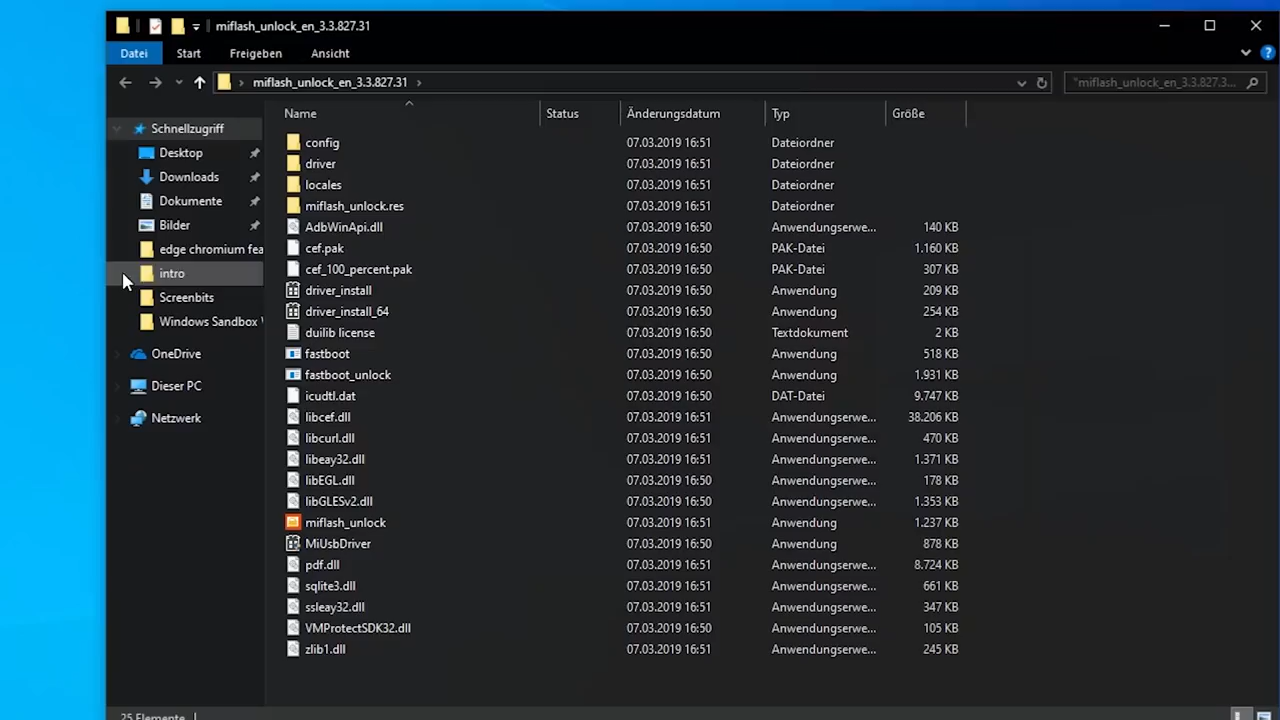 miflash_unlock_en_3.3.827.31
Datei Start Freigeben Ansicht
miflash_unlock_en_3.3.827.31 "miflash_unlock_en_3.3.827.3...
Name Status Änderungsdatum Typ Größe
Schnellzugriff
Desktop
Downloads
Dokumente
Bilder
edge chromium fea
intro
Screenbits
Windows Sandbox
OneDrive
Dieser PC
Netzwerk
config 07.03.2019 16:51 Dateiordner
driver 07.03.2019 16:51 Dateiordner
locales 07.03.2019 16:51 Dateiordner
miflash_unlock.res 07.03.2019 16:51 Dateiordner
AdbWinApi.dll 07.03.2019 16:50 Anwendungserwe... 140 KB
cef.pak 07.03.2019 16:50 PAK-Datei 1.160 KB
cef_100_percent.pak 07.03.2019 16:50 PAK-Datei 307 KB
driver_install 07.03.2019 16:50 Anwendung 209 KB
driver_install_64 07.03.2019 16:50 Anwendung 254 KB
duilib license 07.03.2019 16:50 Textdokument 2 KB
fastboot 07.03.2019 16:50 Anwendung 518 KB
fastboot_unlock 07.03.2019 16:50 Anwendung 1.931 KB
icudtl.dat 07.03.2019 16:50 DAT-Datei 9.747 KB
libcef.dll 07.03.2019 16:51 Anwendungserwe... 38.206 KB
libcurl.dll 07.03.2019 16:50 Anwendungserwe... 470 KB
libeay32.dll 07.03.2019 16:51 Anwendungserwe... 1.371 KB
libEGL.dll 07.03.2019 16:50 Anwendungserwe... 178 KB
libGLESv2.dll 07.03.2019 16:50 Anwendungserwe... 1.353 KB
miflash_unlock 07.03.2019 16:51 Anwendung 1.237 KB
MiUsbDriver 07.03.2019 16:50 Anwendung 878 KB
pdf.dll 07.03.2019 16:51 Anwendungserwe... 8.724 KB
sqlite3.dll 07.03.2019 16:51 Anwendungserwe... 661 KB
ssleay32.dll 07.03.2019 16:51 Anwendungserwe... 347 KB
VMProtectSDK32.dll 07.03.2019 16:50 Anwendungserwe... 105 KB
zlib1.dll 07.03.2019 16:51 Anwendungserwe... 245 KB
25 Elemente